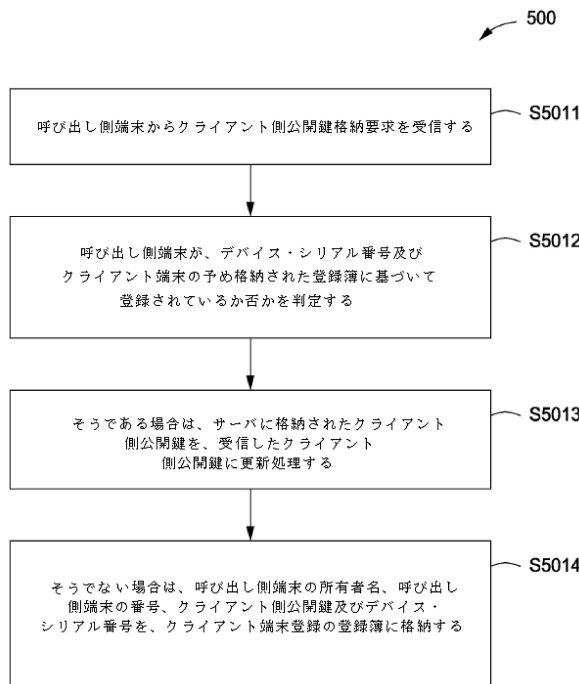 500
呼び出し側端末からクライアント側公開鍵格納要求を受信する
S5011
呼び出し側端末が、デバイス・シリアル番号及び
クライアント端末の予め格納された登録簿に基づいて
登録されているか否かを判定する
S5012
そうである場合は、サーバに格納されたクライアント
側公開鍵を、受信したクライアント
側公開鍵に更新処理する
S5013
そうでない場合は、呼び出し側端末の所有者名、呼び出し
側端末の番号、クライアント側公開鍵及びデバイス・
シリアル番号を、クライアント端末登録の登録簿に格納する
S5014